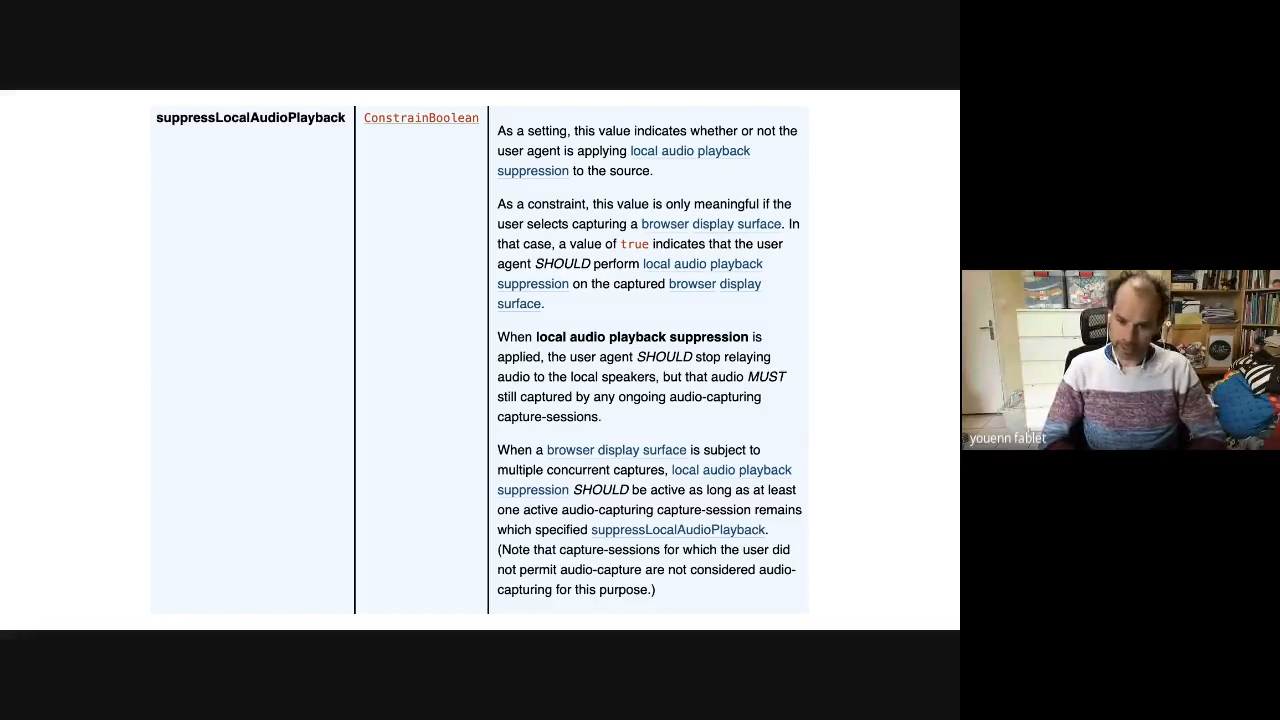 suppressLocalAudioPlayback
ConstrainBoolean
As a setting, this value indicates whether or not the
user agent is applying local audio playback
suppression to the source.
As a constraint, this value is only meaningful if the
user selects capturing a browser display surface. In
that case, a value of true indicates that the user
agent SHOULD perform local audio playback
suppression on the captured browser display
surface.
When local audio playback suppression is
applied, the user agent SHOULD stop relaying
audio to the local speakers, but that audio MUST
still captured by any ongoing audio-capturing
capture-sessions.
When a browser display surface is subject to
multiple concurrent captures, local audio playback
suppression SHOULD be active as long as at least
one active audio-capturing capture-session remains
which specified suppressLocalAudioPlayback.
(Note that capture-sessions for which the user did
not permit audio-capture are not considered audio-
capturing for this purpose.)
youenn fablet